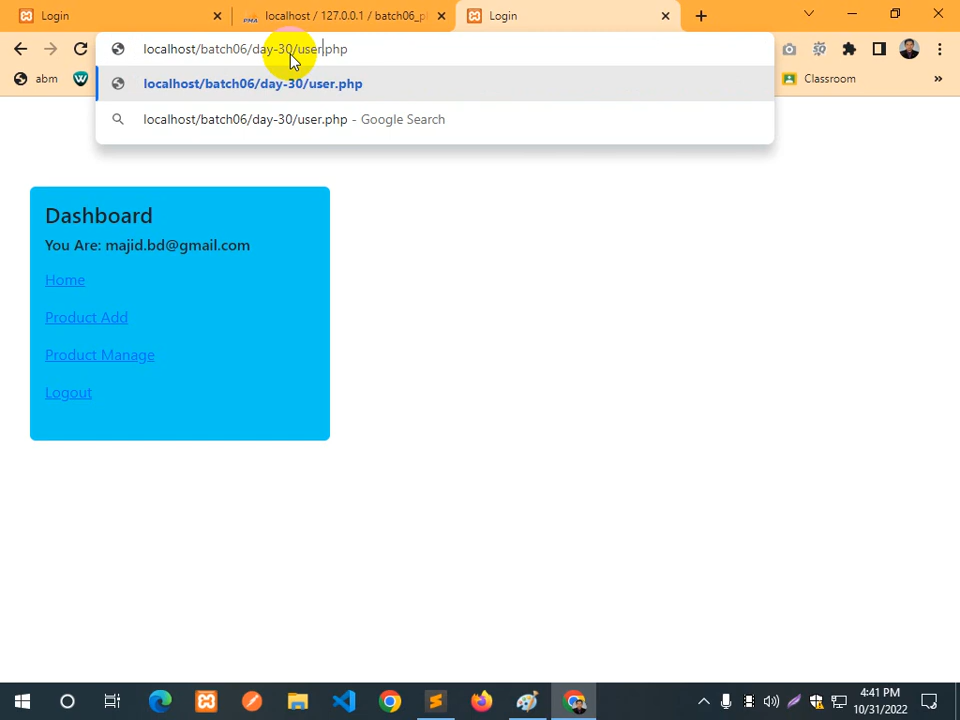 Login
localhost / 127.0.0.1 / batch06_p
Login
localhost/batch06/day-30/user.php
abm
Classroom
»
localhost/batch06/day-30/user.php
localhost/batch06/day-30/user.php - Google Search
Dashboard
You Are: majid.bd@gmail.com
Home
Product Add
Product Manage
Logout
4:41 PM
10/31/2022